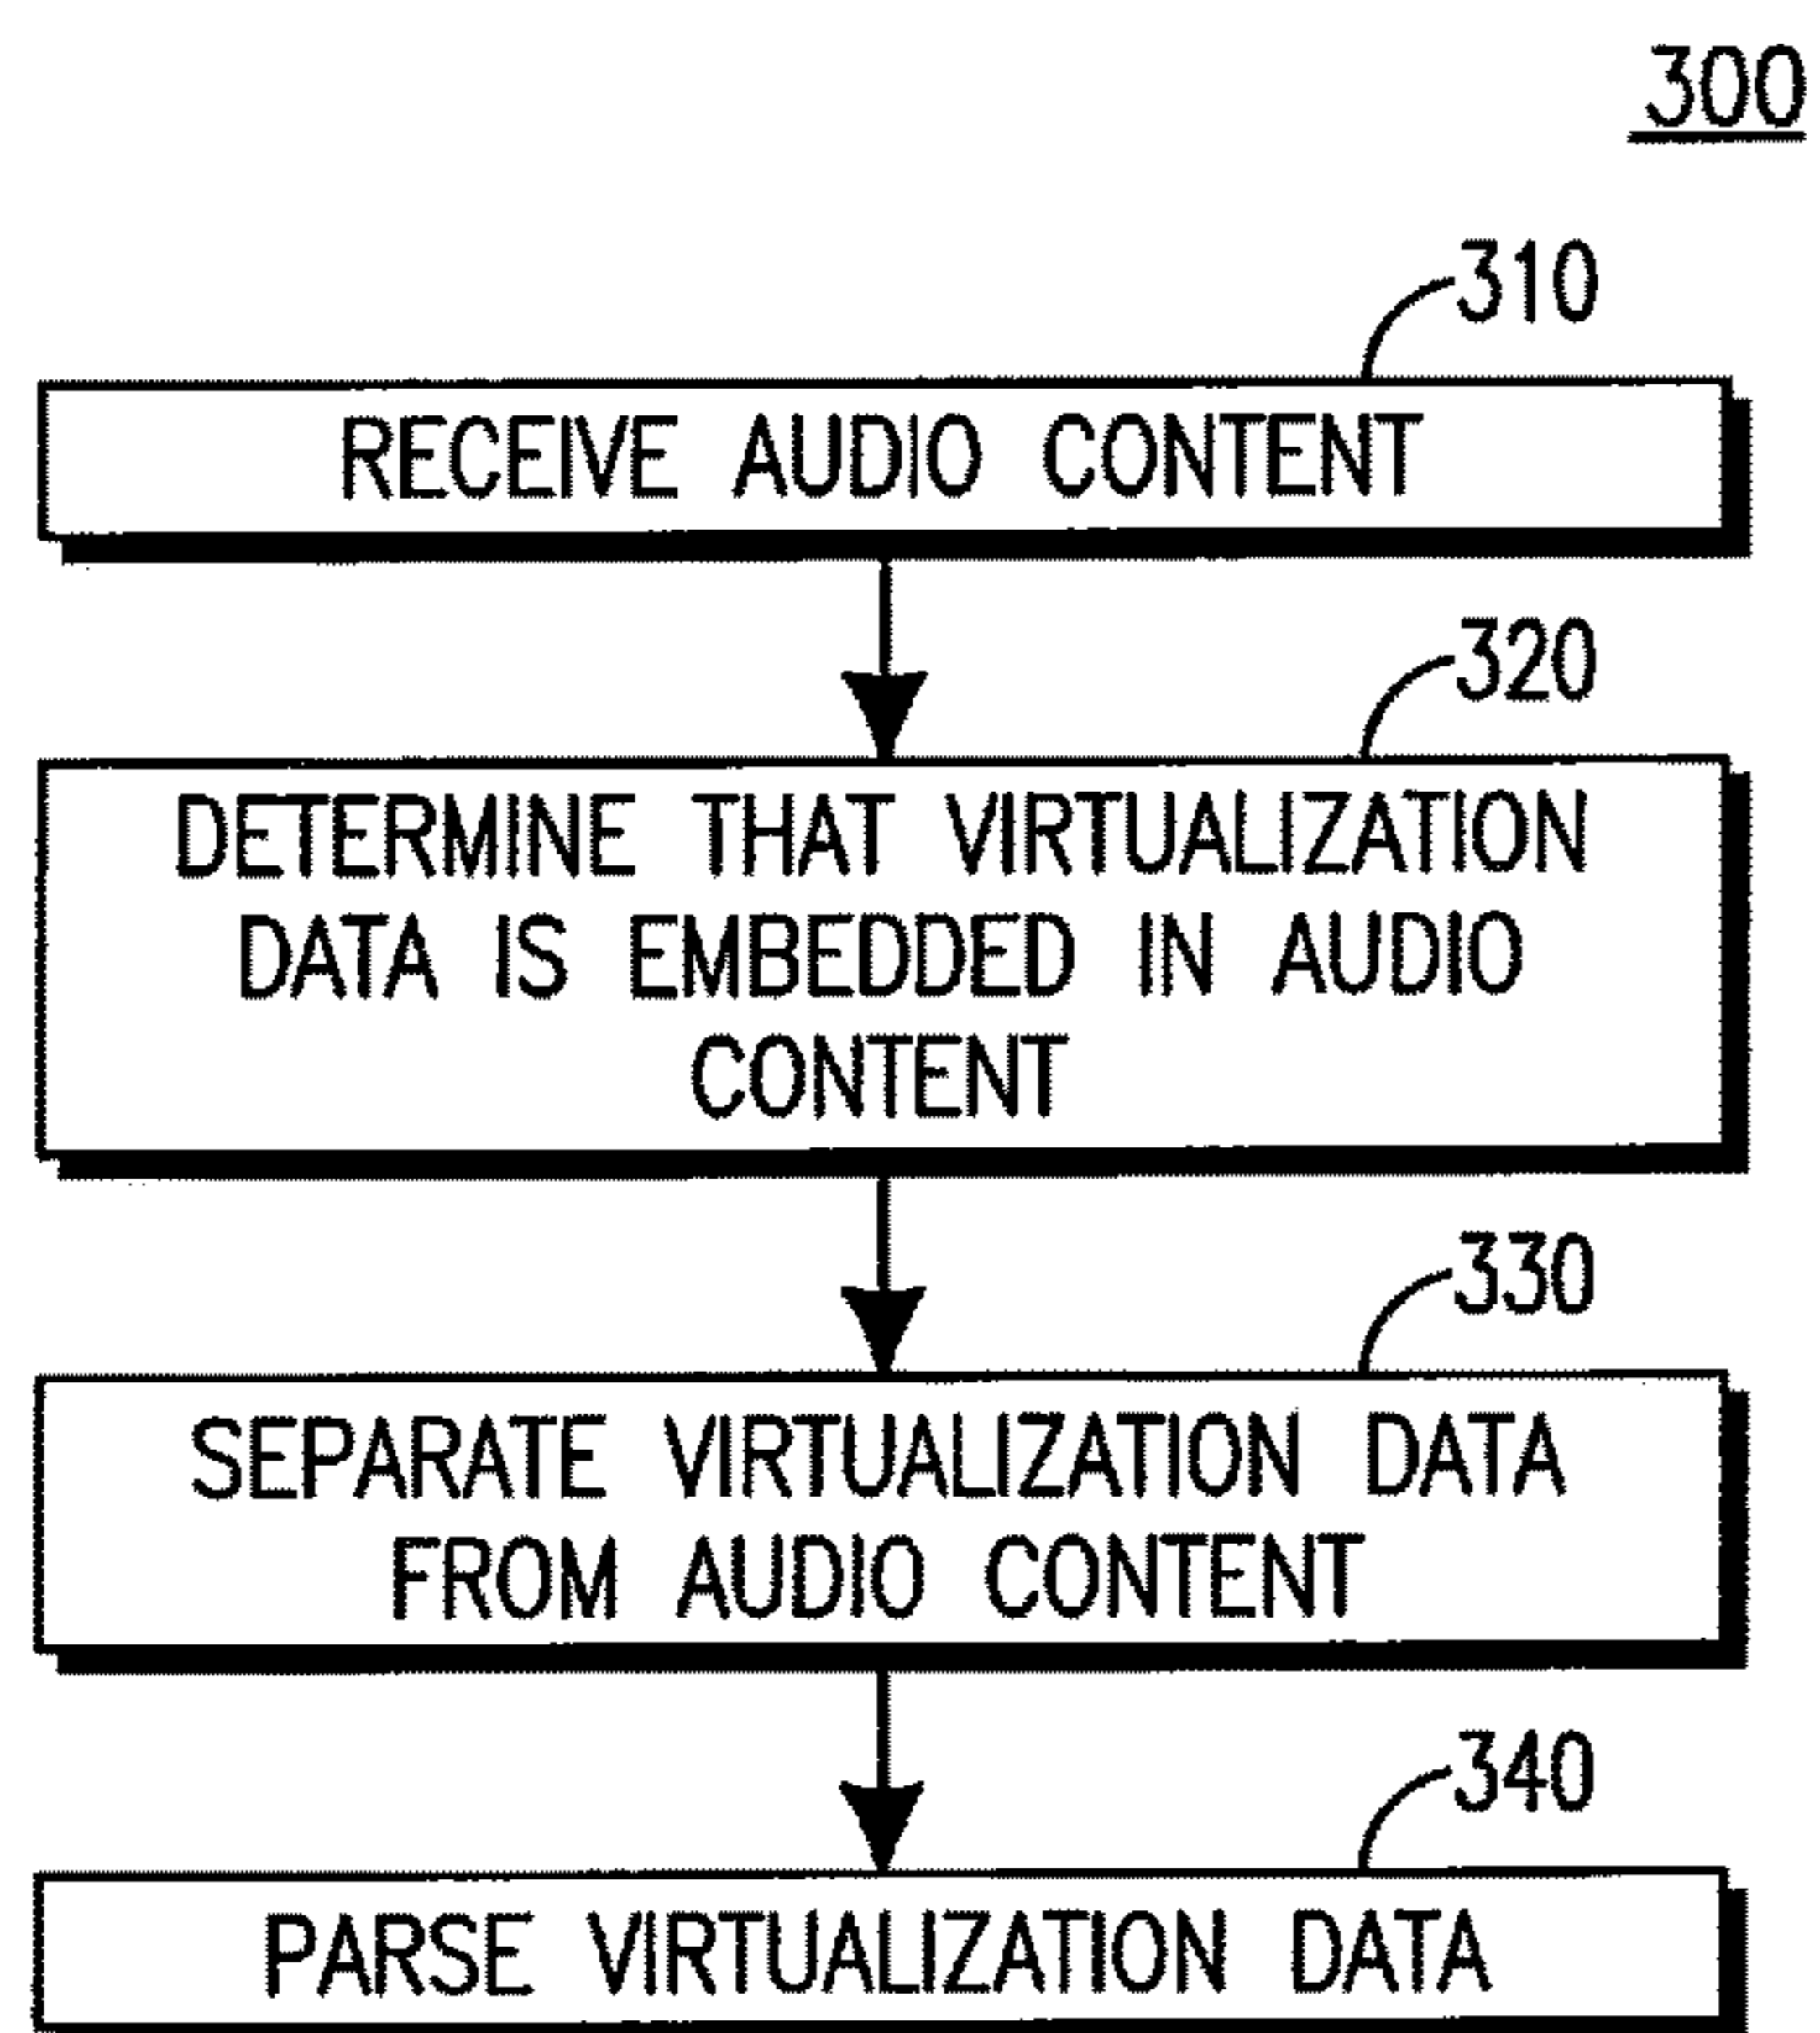 300
310
RECEIVE AUDIO CONTENT
320
DETERMINE THAT VIRTUALIZATION
DATA IS EMBEDDED IN AUDIO
CONTENT
330
SEPARATE VIRTUALIZATION DATA
FROM AUDIO CONTENT
340
PARSE VIRTUALIZATION DATA